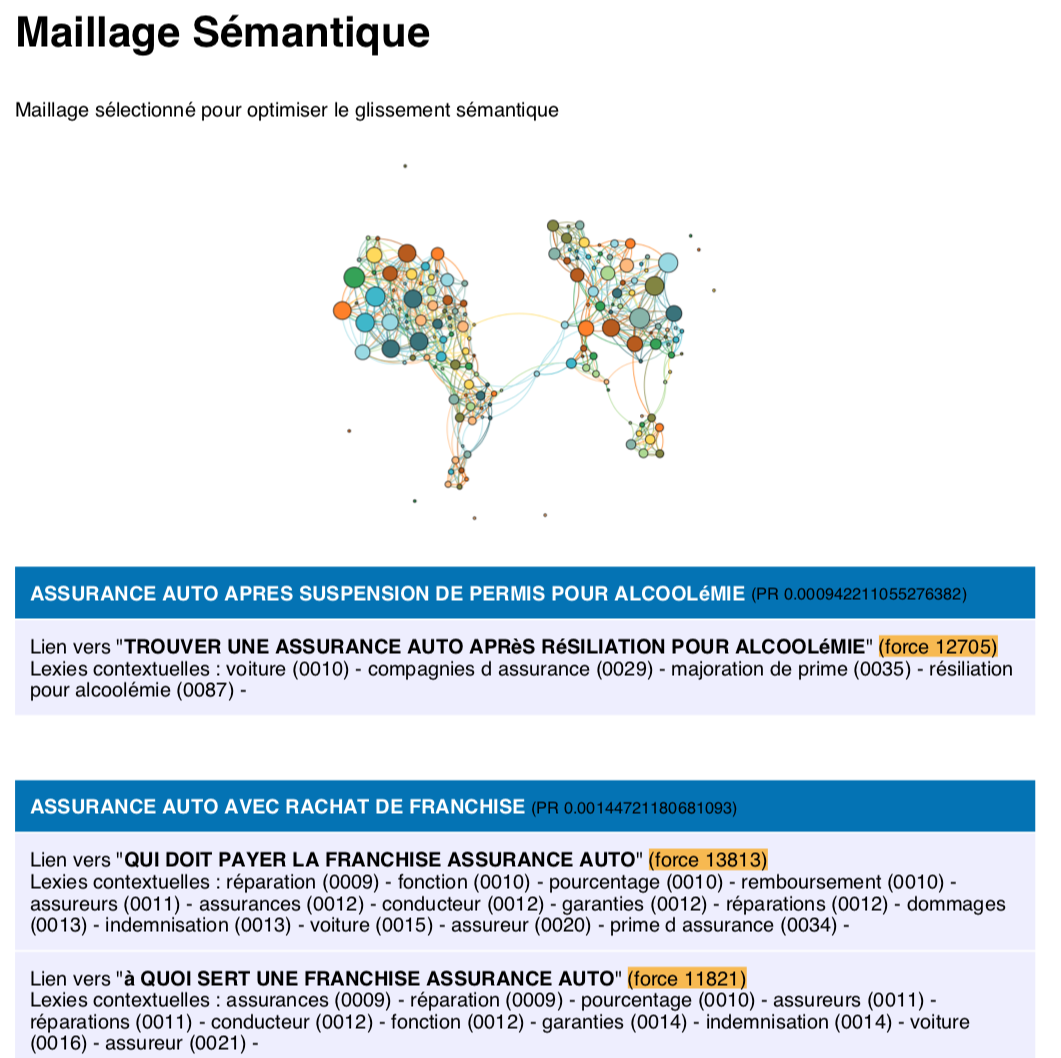 Maillage Sémantique
Maillage sélectionné pour optimiser le glissement sémantique
ASSURANCE AUTO APRES SUSPENSION DE PERMIS POUR ALCOOLéMIE (PR 0.000942211055276382)
Lien vers "TROUVER UNE ASSURANCE AUTO APRèS RéSILIATION POUR ALCOOLéMIE" (force 12705)
Lexies contextuelles : voiture (0010) - compagnies d assurance (0029) - majoration de prime (0035) - résiliation
pour alcoolémie (0087) -
ASSURANCE AUTO AVEC RACHAT DE FRANCHISE (PR 0.00144721180681093)
Lien vers "QUI DOIT PAYER LA FRANCHISE ASSURANCE AUTO" (force 13813)
Lexies contextuelles : réparation (0009) - fonction (0010) - pourcentage (0010) - remboursement (0010) -
assureurs (0011) - assurances (0012) - conducteur (0012) - garanties (0012) - réparations (0012) - dommages
(0013) - indemnisation (0013) - voiture (0015) - assureur (0020) - prime d assurance (0034) -
Lien vers "à QUOI SERT UNE FRANCHISE ASSURANCE AUTO" (force 11821)
Lexies contextuelles : assurances (0009) - réparation (0009) - pourcentage (0010) - assureurs (0011) -
réparations (0011) - conducteur (0012) - fonction (0012) - garanties (0014) - indemnisation (0014) - voiture
(0016) - assureur (0021) -